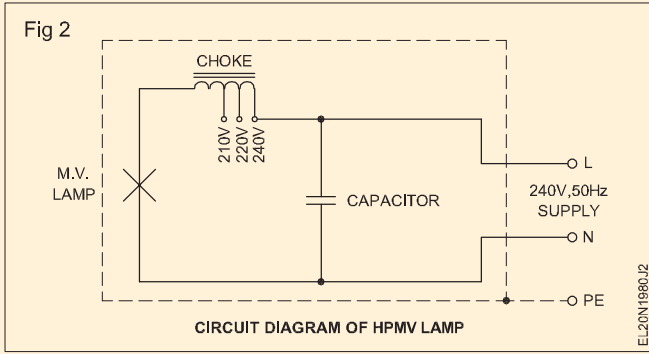 Fig 2
CHOKE
210V
220V
240V
M.V.
LAMP
CAPACITOR
L
240V,50Hz
SUPPLY
N
PE
CIRCUIT DIAGRAM OF HPMV LAMP
EL20N1980J2